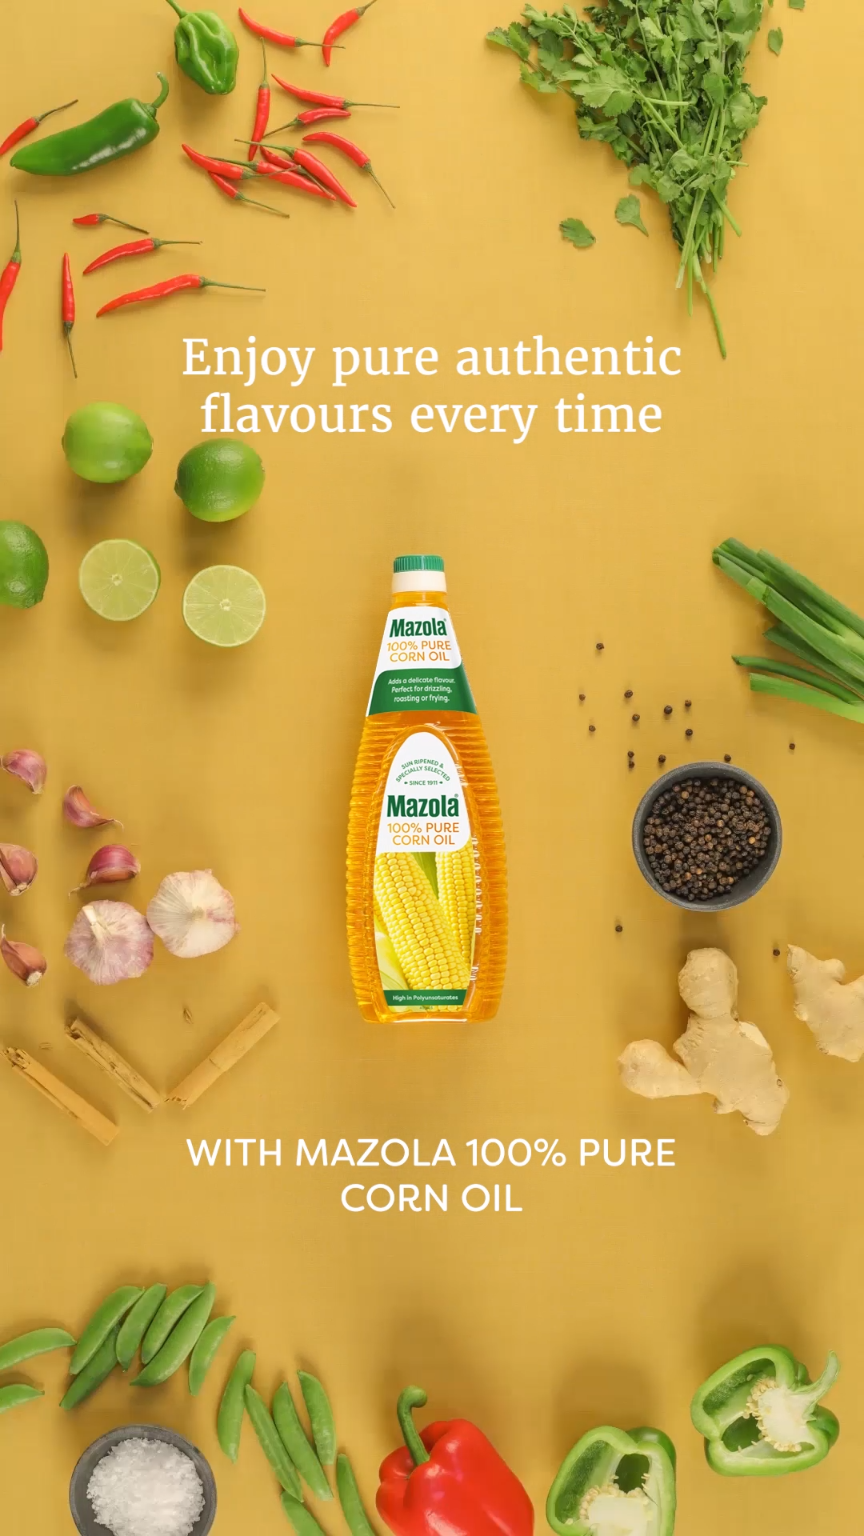 Enjoy pure authentic
flavours every time
Mazola
100% PURE
CORN OIL
Adds a delicate flavour.
Perfect for drizzling,
roasting or frying.
SUN RIPENED &
SPECIALLY SELECTED
• SINCE 1911 •
Mazola®
100% PURE
CORN OIL
High in Polyunsaturates
WITH MAZOLA 100% PURE
CORN OIL